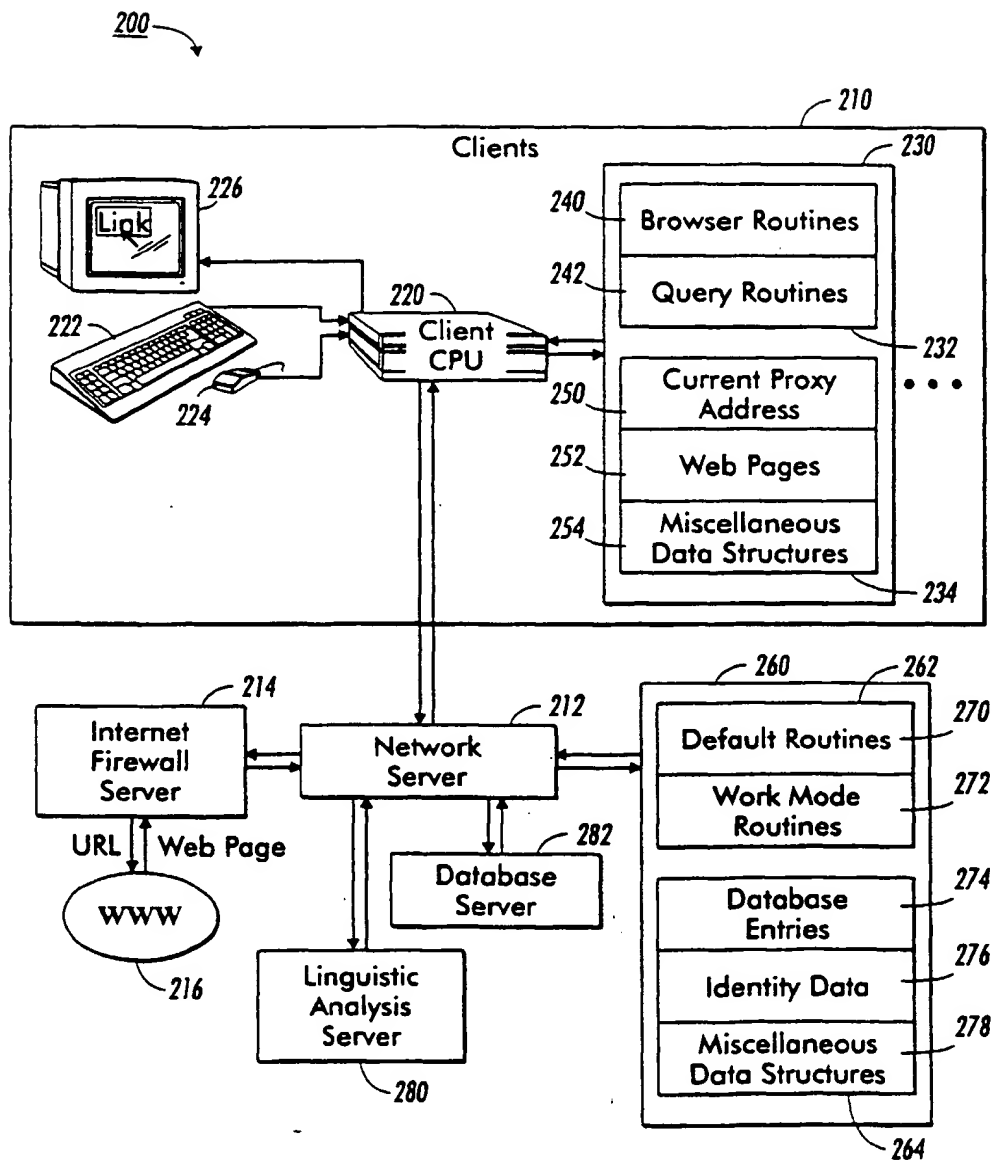 200
210
Clients
230
226
Link
240
Browser Routines
242
Query Routines
232
220
Client
CPU
222
224
250
Current Proxy
Address
252
Web Pages
254
Miscellaneous
Data Structures
234
• • •
214
Internet
Firewall
Server
212
Network
Server
260
262
270
Default Routines
272
Work Mode
Routines
URL
Web Page
282
Database
Server
274
Database
Entries
WWW
216
276
Identity Data
Linguistic
Analysis
Server
280
278
Miscellaneous
Data Structures
264